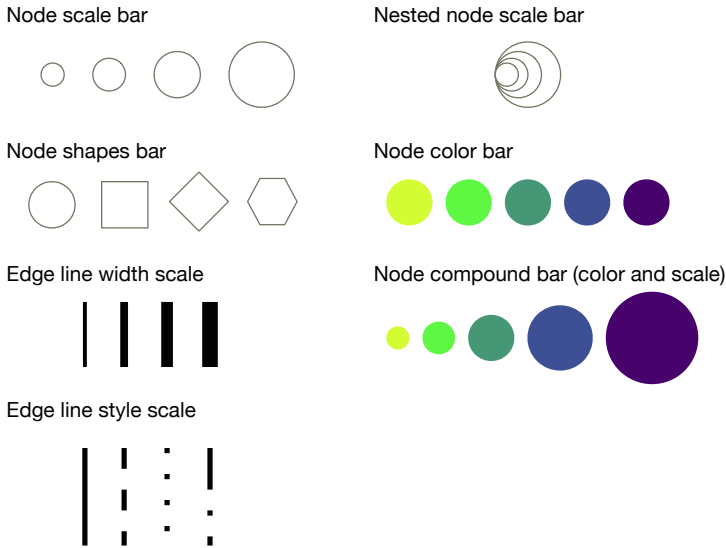 Node scale bar
Nested node scale bar
Node shapes bar
Node color bar
Edge line width scale
Node compound bar (color and scale)
Edge line style scale